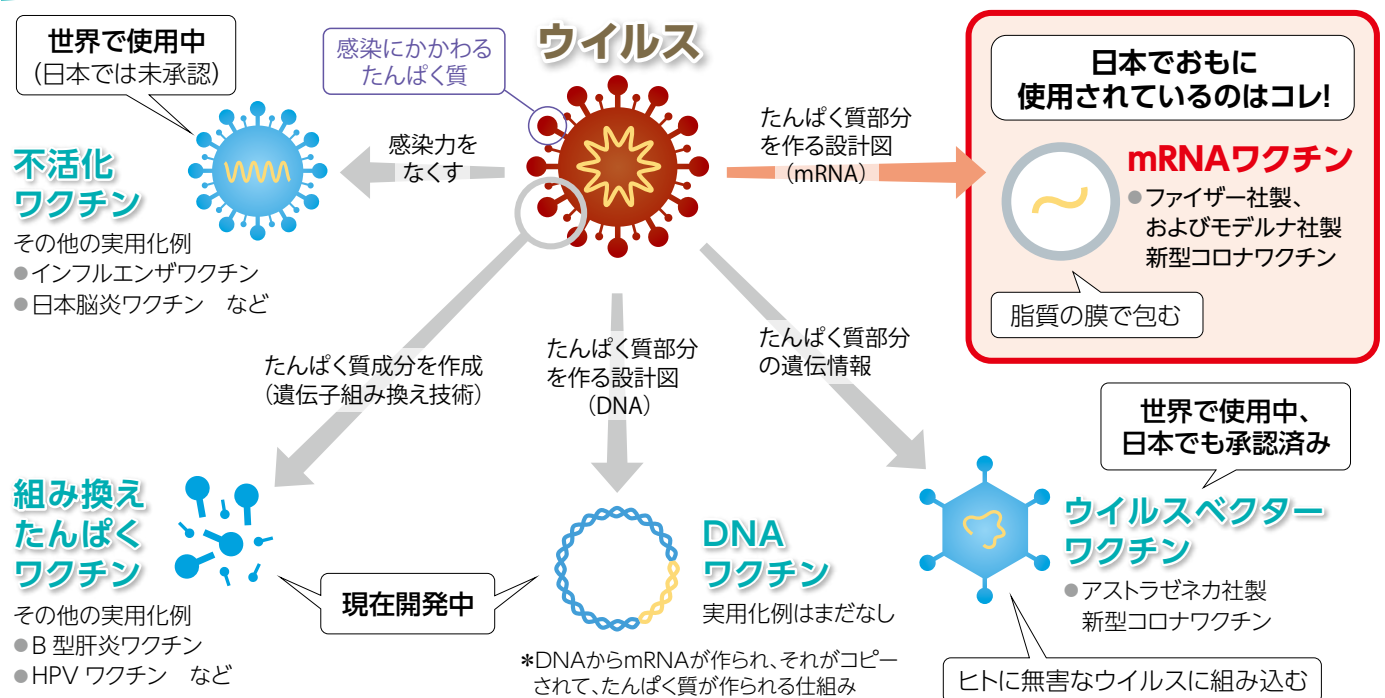 世界で使用中
(日本では未承認)
感染にかかわる
たんぱく質
ウイルス
日本でおもに
使用されているのはコレ!
不活化
ワクチン
その他の実用化例
●インフルエンザワクチン
●日本脳炎ワクチン など
感染力を
なくす
たんぱく質部分
を作る設計図
(mRNA)
mRNAワクチン
●ファイザー社製、
およびモデルナ社製
新型コロナワクチン
脂質の膜で包む
たんぱく質成分を作成
(遺伝子組み換え技術)
たんぱく質部分
を作る設計図
(DNA)
たんぱく質部分
の遺伝情報
世界で使用中、
日本でも承認済み
組み換え
たんぱく
ワクチン
その他の実用化例
●B型肝炎ワクチン
●HPVワクチン など
現在開発中
DNA
ワクチン
実用化例はまだなし
*DNAからmRNAが作られ、それがコピー
されて、たんぱく質が作られる仕組み
ウイルスベクター
ワクチン
●アストラゼネカ社製
新型コロナワクチン
ヒトに無害なウイルスに組み込む